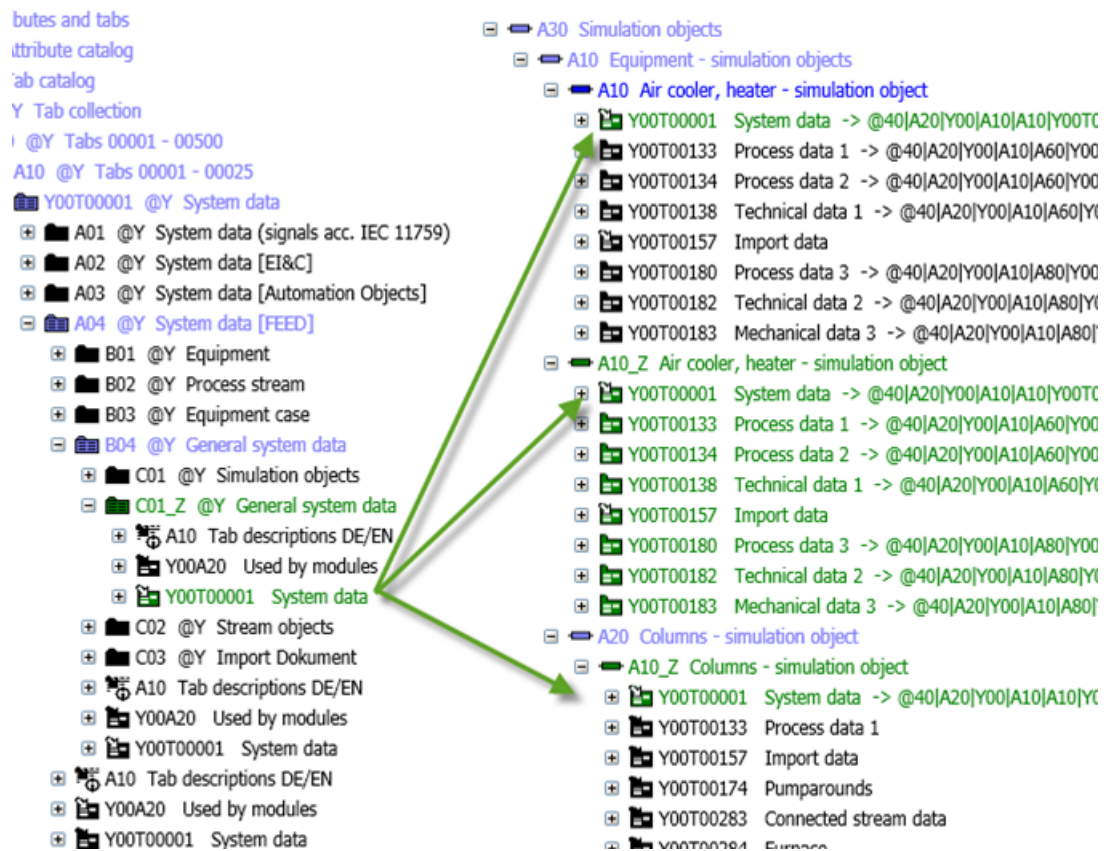 butes and tabs
ttribute catalog
ab catalog
Y Tab collection
@Y Tabs 00001 - 00500
A10 @Y Tabs 00001 - 00025
Y00T00001 @Y System data
A01 @Y System data (signals acc. IEC 11759)
A02 @Y System data [EI&C]
A03 @Y System data [Automation Objects]
A04 @Y System data [FEED]
B01 @Y Equipment
B02 @Y Process stream
B03 @Y Equipment case
B04 @Y General system data
C01 @Y Simulation objects
C01_Z @Y General system data
A10 Tab descriptions DE/EN
Y00A20 Used by modules
Y00T00001 System data
C02 @Y Stream objects
C03 @Y Import Dokument
A10 Tab descriptions DE/EN
Y00A20 Used by modules
Y00T00001 System data
A10 Tab descriptions DE/EN
Y00A20 Used by modules
Y00T00001 System data
A30 Simulation objects
A10 Equipment - simulation objects
A10 Air cooler, heater - simulation object
Y00T00001 System data -> @40|A20|Y00|A10|A10|Y00T0
Y00T00133 Process data 1 -> @40|A20|Y00|A10|A60|Y00
Y00T00134 Process data 2 -> @40|A20|Y00|A10|A60|Y00
Y00T00138 Technical data 1 -> @40|A20|Y00|A10|A60|Y0
Y00T00157 Import data
Y00T00180 Process data 3 -> @40|A20|Y00|A10|A80|Y00
Y00T00182 Technical data 2 -> @40|A20|Y00|A10|A80|Y0
Y00T00183 Mechanical data 3 -> @40|A20|Y00|A10|A80|
A10_Z Air cooler, heater - simulation object
Y00T00001 System data -> @40|A20|Y00|A10|A10|Y00T0
Y00T00133 Process data 1 -> @40|A20|Y00|A10|A60|Y00
Y00T00134 Process data 2 -> @40|A20|Y00|A10|A60|Y00
Y00T00138 Technical data 1 -> @40|A20|Y00|A10|A60|Y0
Y00T00157 Import data
Y00T00180 Process data 3 -> @40|A20|Y00|A10|A80|Y00
Y00T00182 Technical data 2 -> @40|A20|Y00|A10|A80|Y0
Y00T00183 Mechanical data 3 -> @40|A20|Y00|A10|A80|
A20 Columns - simulation object
A10_Z Columns - simulation object
Y00T00001 System data -> @40|A20|Y00|A10|A10|Y0
Y00T00133 Process data 1
Y00T00157 Import data
Y00T00174 Pumparounds
Y00T00283 Connected stream data
Y00T00284 Furnace